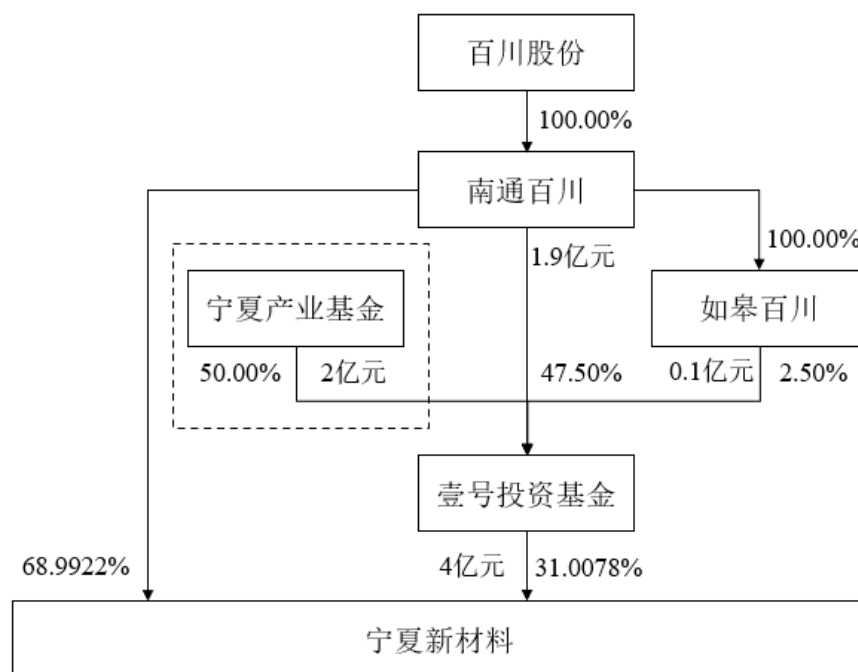 百川股份
100.00%
南通百川
100.00%
1.9亿元
宁夏产业基金
如皋百川
50.00%
2亿元
47.50%
0.1亿元
2.50%
壹号投资基金
68.9922%
4亿元
31.0078%
宁夏新材料